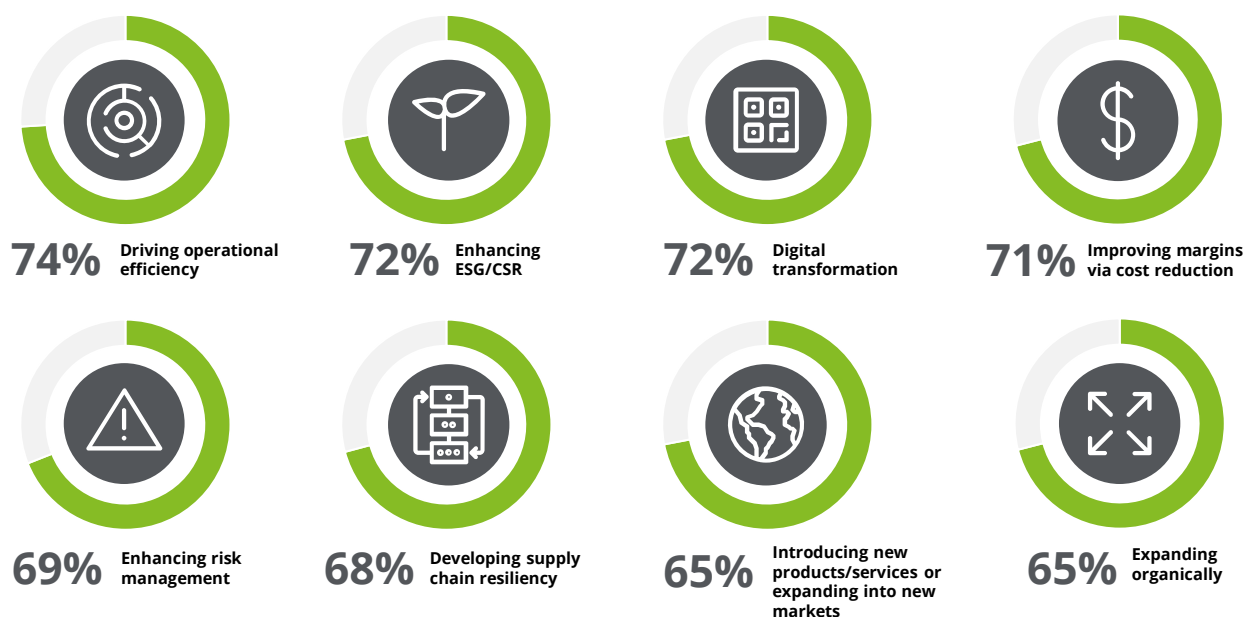 74%
Driving operational
efficiency
72%
Enhancing
ESG/CSR
72%
Digital
transformation
71%
Improving margins
via cost reduction
69%
Enhancing risk
management
68%
Developing supply
chain resiliency
65%
Introducing new
products/services or
expanding into new
markets
65%
Expanding
organically